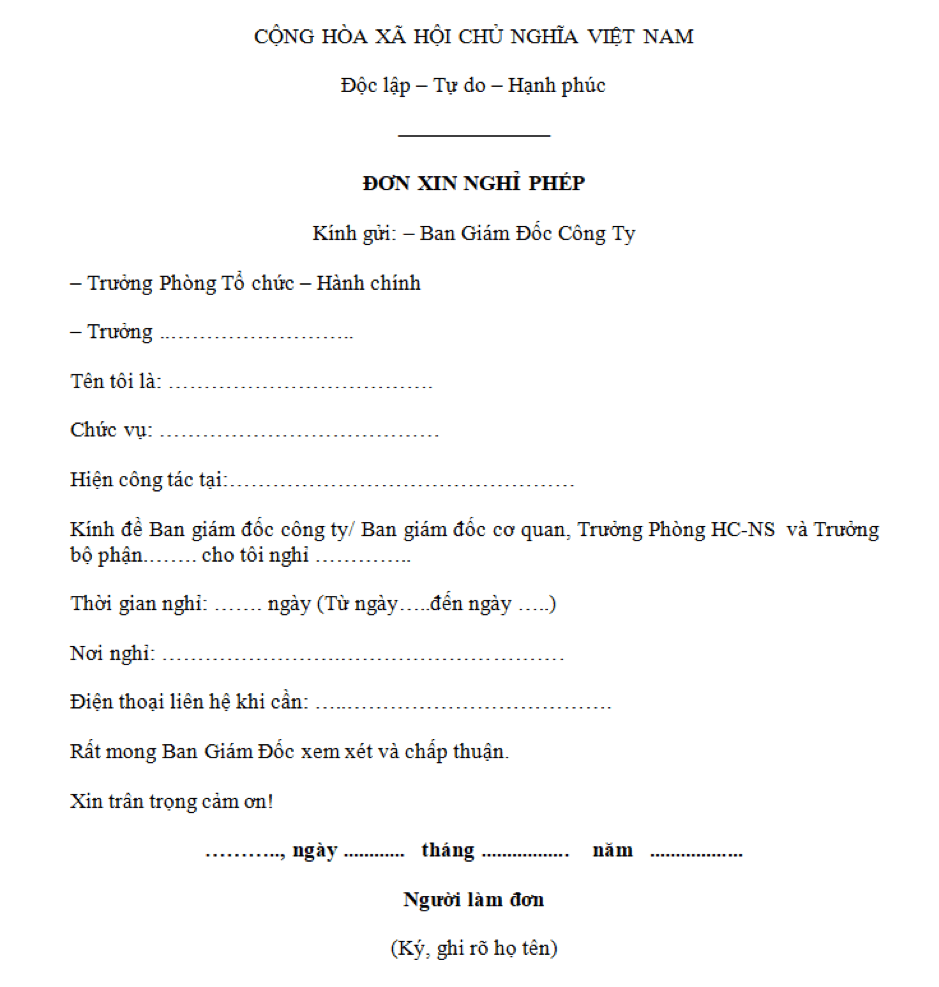 CỘNG HÒA XÃ HỘI CHỦ NGHĨA VIỆT NAM
Độc lập – Tự do – Hạnh phúc
ĐƠN XIN NGHỈ PHÉP
Kính gửi: – Ban Giám Đốc Công Ty
– Trưởng Phòng Tổ chức – Hành chính
– Trưởng ..……………………..
Tên tôi là: ……………………………….
Chức vụ: …………………………………
Hiện công tác tại:…………………………………………
Kính đề Ban giám đốc công ty/ Ban giám đốc cơ quan, Trưởng Phòng HC-NS và Trưởng
bộ phận.……. cho tôi nghỉ …………..
Thời gian nghỉ: ……. ngày (Từ ngày…..đến ngày …..)
Nơi nghỉ: …………………….…………………………
Điện thoại liên hệ khi cần: …..……………………………….
Rất mong Ban Giám Đốc xem xét và chấp thuận.
Xin trân trọng cảm ơn!
……….., ngày ............ tháng ................. năm ..................
Người làm đơn
(Ký, ghi rõ họ tên)